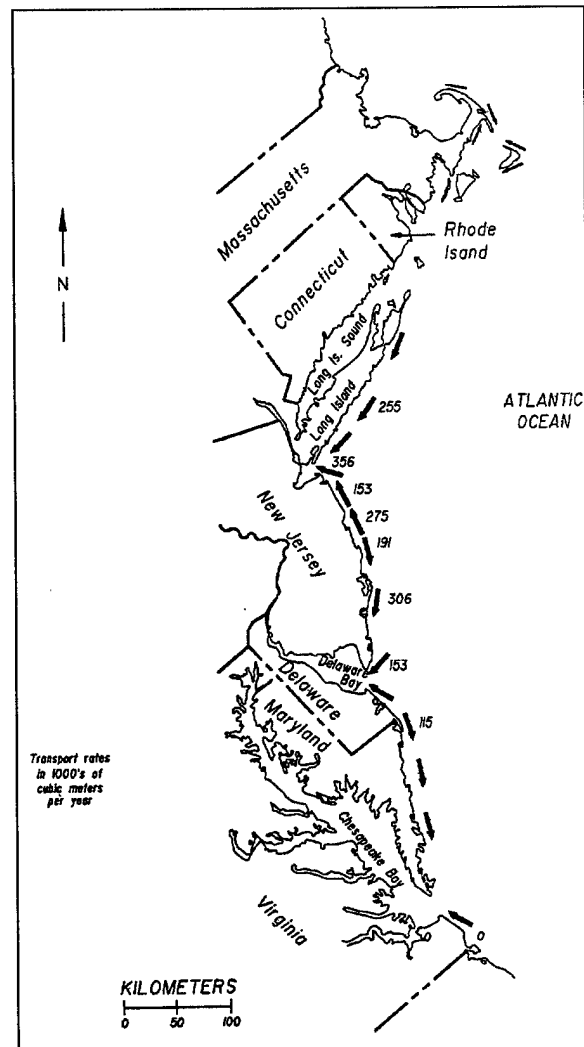 Massachusetts
Rhode
Isand
N
Connecticut
Long Is. Sound
Long Island
255
ATLANTIC
OCEAN
356
153
275
191
New Jersey
306
153
Delaware
Bay
Delaware
115
Maryland
Transport rates
in 1000's of
cubic meters
per year
Chesapeake Bay
Virginia
0
KILOMETERS
0 50 100